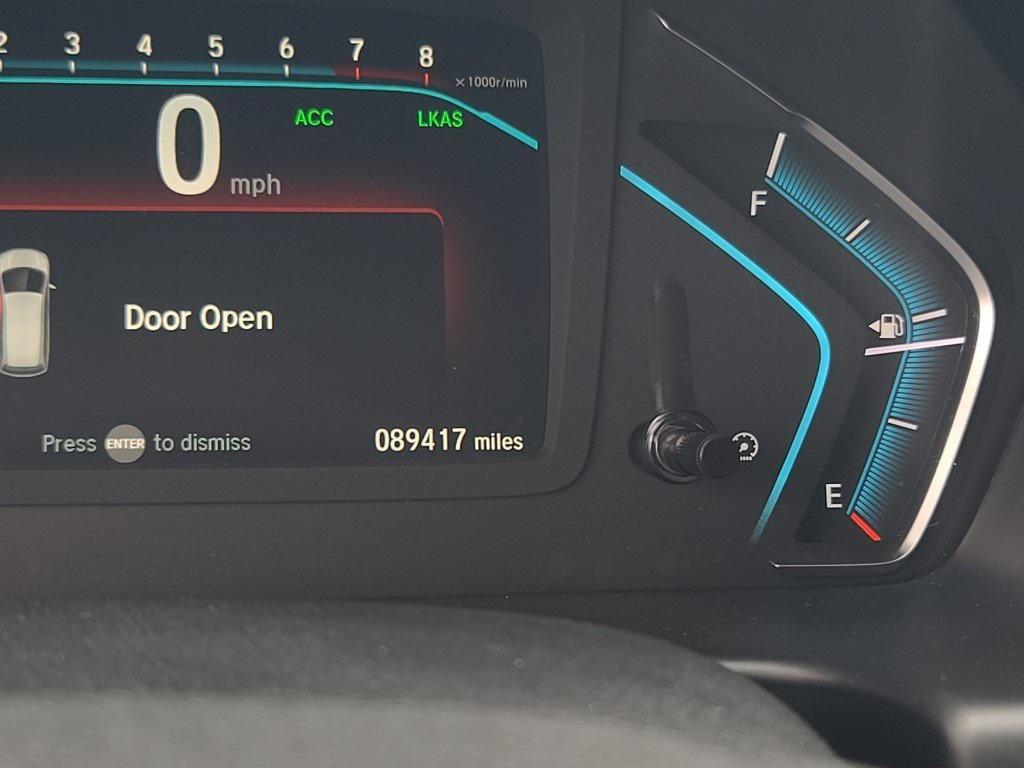 2 3 4 5 6 7 8
×1000r/min
0 mph
ACC
LKAS
F
Door Open
Press ENTER to dismiss
089417 miles
E